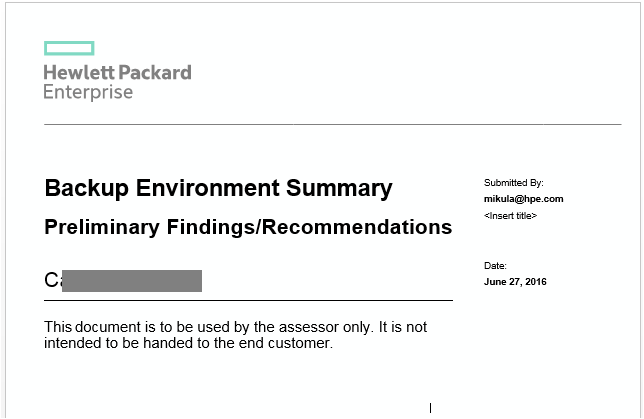 Hewlett Packard
Enterprise
Backup Environment Summary
Preliminary Findings/Recommendations
Ca
This document is to be used by the assessor only. It is not
intended to be handed to the end customer.
Submitted By:
mikula@hpe.com
<Insert title>
Date:
June 27, 2016